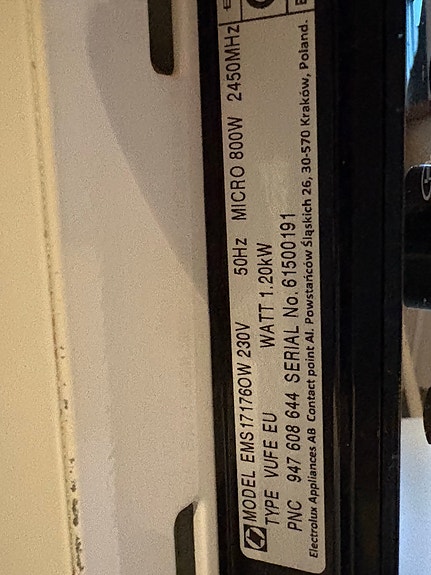 MODEL EMS17176OW 230V 50Hz MICRO 800W 2450MHz
TYPE VUFE EU WATT 1.20kW
PNC 947 608 644 SERIAL No. 61500191
Electrolux Appliances AB Contact point Al. Powstańców Śląskich 26, 30-570 Kraków, Poland.